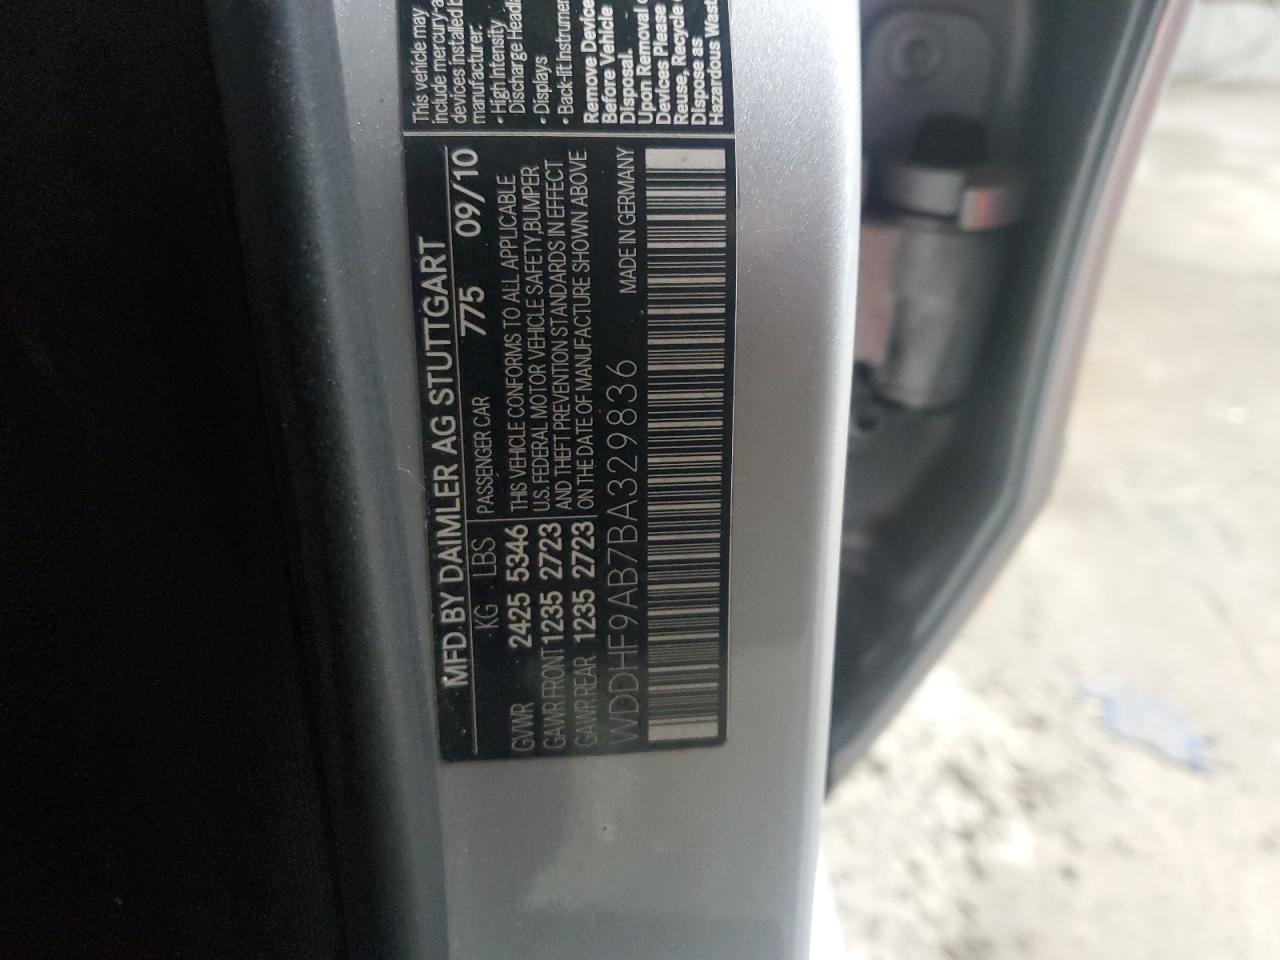 MFD BY DAIMLER AG STUTTGART
KG LBS PASSENGER CAR 775 09/10
GVWR 2425 5346
GAWR FRONT 1235 2723
GAWR REAR 1235 2723
THIS VEHICLE CONFORMS TO ALL APPLICABLE
U.S. FEDERAL MOTOR VEHICLE SAFETY, BUMPER
AND THEFT PREVENTION STANDARDS IN EFFECT
ON THE DATE OF MANUFACTURE SHOWN ABOVE
WDDHF9AB7BA329836 MADE IN GERMANY
This vehicle may
include mercury-a
devices installed b
manufacturer:
• High Intensity
Discharge Headla
• Displays
• Back-lit Instrumen
Remove Device
Before Vehicle
Disposal.
Upon Removal o
Devices Please
Reuse, Recycle
Dispose as
Hazardous Wast